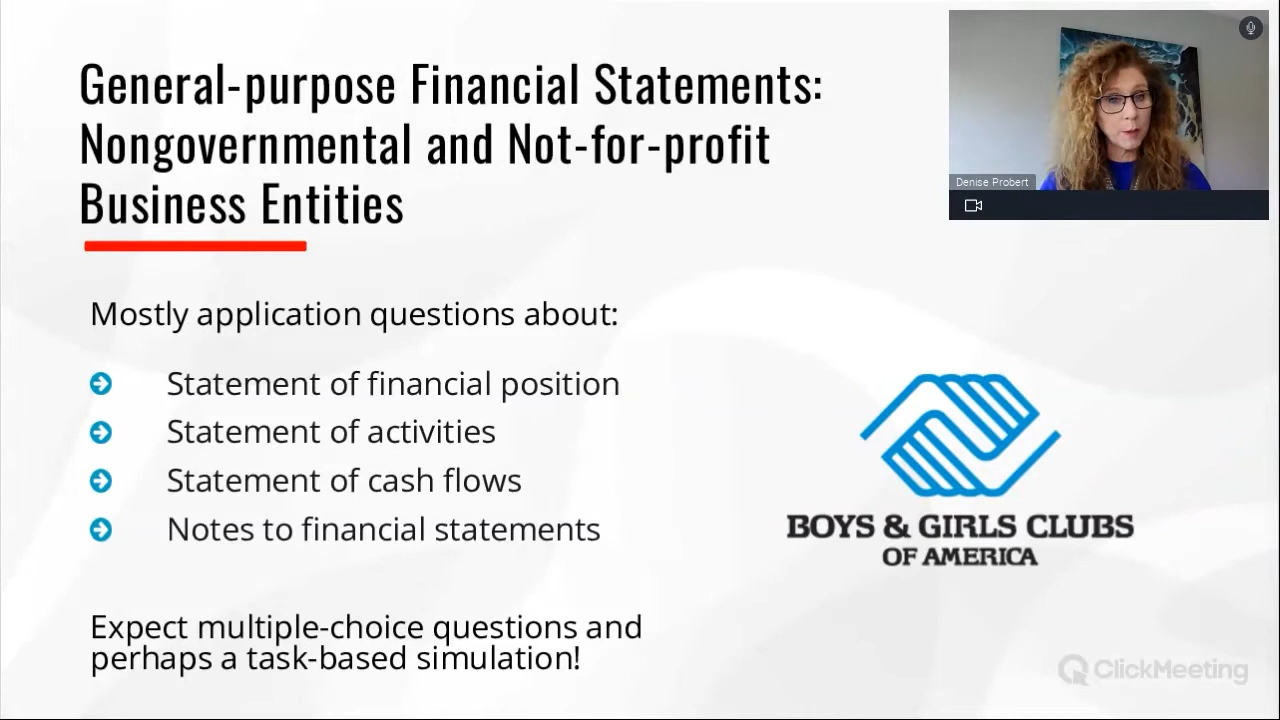 General-purpose Financial Statements:
Nongovernmental and Not-for-profit
Business Entities
Denise Probert
Mostly application questions about:
Statement of financial position
Statement of activities
Statement of cash flows
Notes to financial statements
BOYS & GIRLS CLUBS
OF AMERICA
Expect multiple-choice questions and
perhaps a task-based simulation!
ClickMeeting